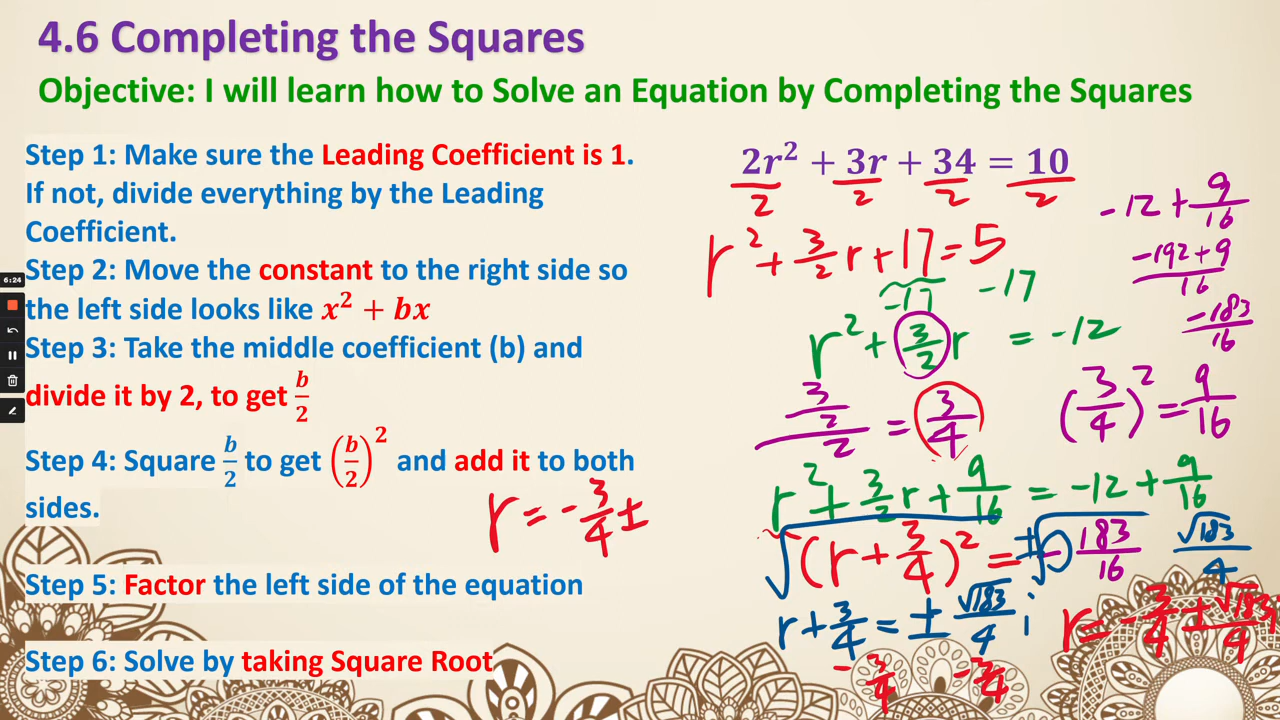 4.6 Completing the Squares
Objective: I will learn how to Solve an Equation by Completing the Squares
Step 1: Make sure the Leading Coefficient is 1.
If not, divide everything by the Leading
Coefficient.
Step 2: Move the constant to the right side so
the left side looks like x² + bx
Step 3: Take the middle coefficient (b) and
divide it by 2, to get b/2
Step 4: Square b/2 to get (b/2)² and add it to both
sides.
Step 5: Factor the left side of the equation
Step 6: Solve by taking Square Root
6:24
r = -3/4 ±
2r² + 3r + 34 = 10
2 2 2 2
r² + 3/2 r + 17 = 5
-17 -17
r² + 3/2 r = -12
3/2 / 2 = 3/4
(3/4)² = 9/16
r² + 3/2 r + 9/16 = -12 + 9/16
√(r + 3/4)² = ±√-183/16
r + 3/4 = ± √183/4 i
-3/4 -3/4
-12 + 9/16
-192 + 9/16
-183/16
√183/4
r = -3/4 ± √183/4 i